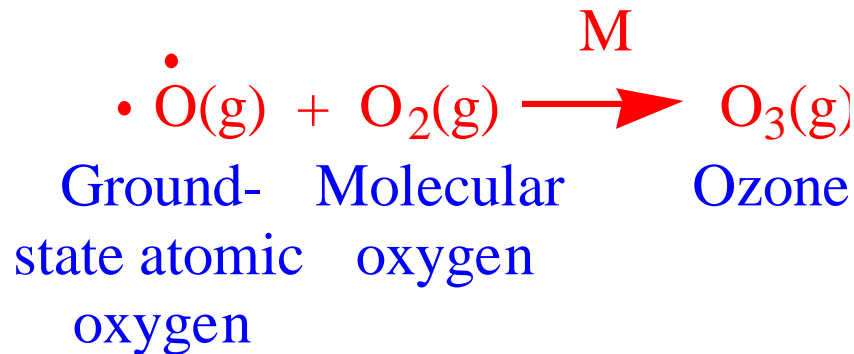 M
• Ȯ(g) + O₂(g) → O₃(g)
Ground- Molecular Ozone
state atomic oxygen
oxygen